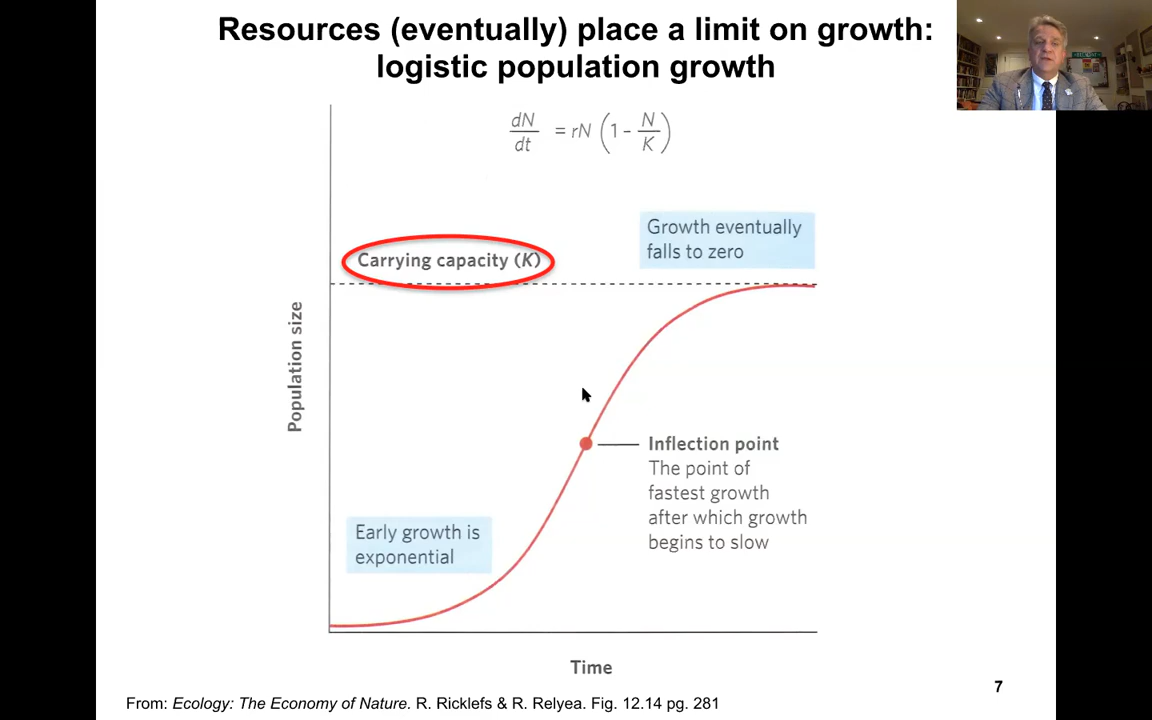 Resources (eventually) place a limit on growth:
logistic population growth
dN/dt = rN (1 - N/K)
Growth eventually
falls to zero
Carrying capacity (K)
Population size
Inflection point
The point of
fastest growth
after which growth
begins to slow
Early growth is
exponential
Time
7
From: Ecology: The Economy of Nature. R. Ricklefs & R. Relyea. Fig. 12.14 pg. 281